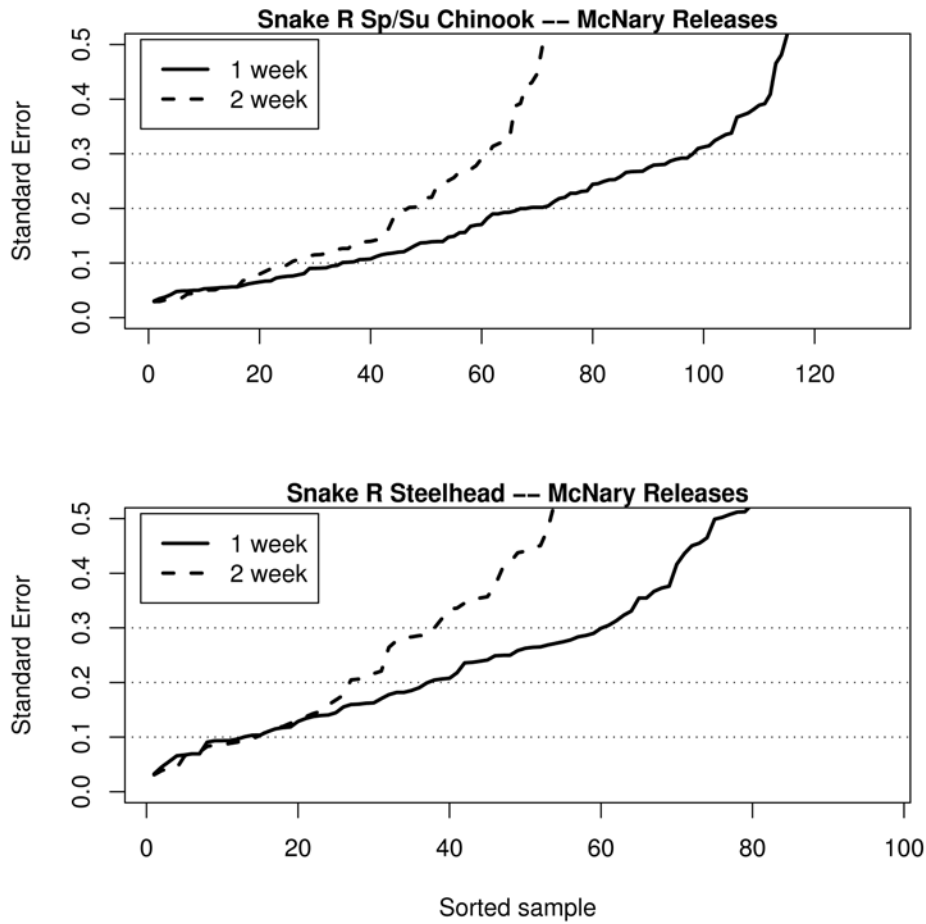 Snake R Sp/Su Chinook −− McNary Releases
0.5
0.4
0.3
0.2
0.1
0.0
Standard Error
1 week
2 week
0 20 40 60 80 100 120
Snake R Steelhead −− McNary Releases
0.5
0.4
0.3
0.2
0.1
0.0
Standard Error
1 week
2 week
0 20 40 60 80 100
Sorted sample